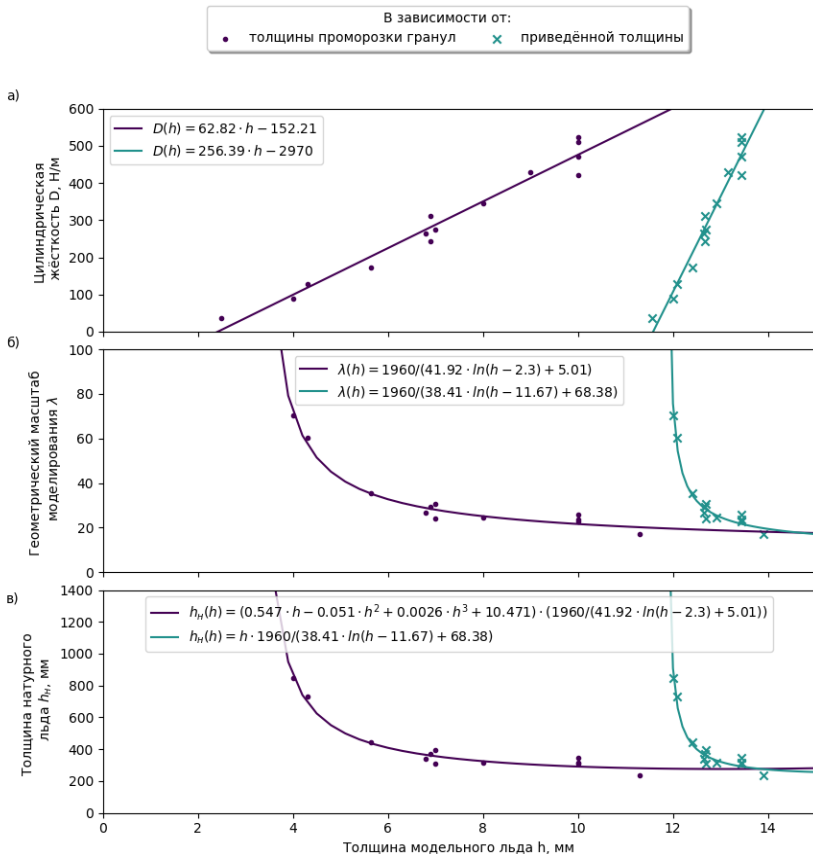 В зависимости от:
толщины проморозки гранул
приведённой толщины
а)
600
500
400
300
200
100
0
Цилиндрическая
жёсткость D, Н/м
D(h) = 62.82 · h − 152.21
D(h) = 256.39 · h − 2970
б)
100
80
60
40
20
0
Геометрический масштаб
моделирования λ
λ(h) = 1960/(41.92 · ln(h − 2.3) + 5.01)
λ(h) = 1960/(38.41 · ln(h − 11.67) + 68.38)
в)
1400
1200
1000
800
600
400
200
0
Толщина натурного
льда hн, мм
hн(h) = (0.547 · h − 0.051 · h² + 0.0026 · h³ + 10.471) · (1960/(41.92 · ln(h − 2.3) + 5.01))
hн(h) = h · 1960/(38.41 · ln(h − 11.67) + 68.38)
0 2 4 6 8 10 12 14
Толщина модельного льда h, мм